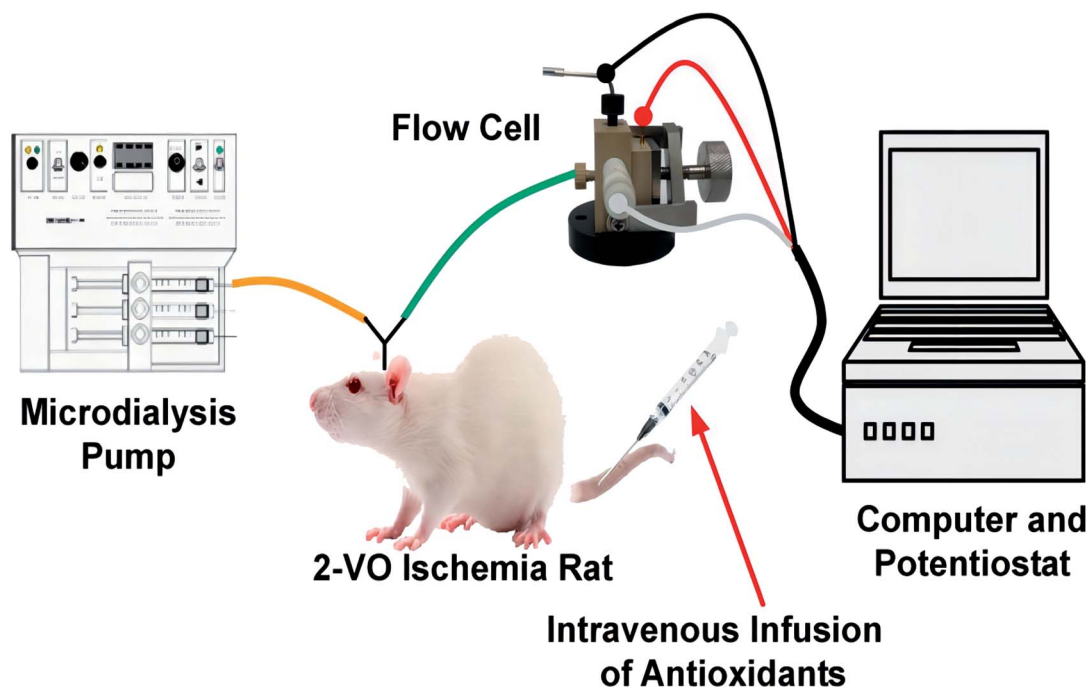 Flow Cell
Microdialysis
Pump
2-VO Ischemia Rat
Computer and
Potentiostat
Intravenous Infusion
of Antioxidants